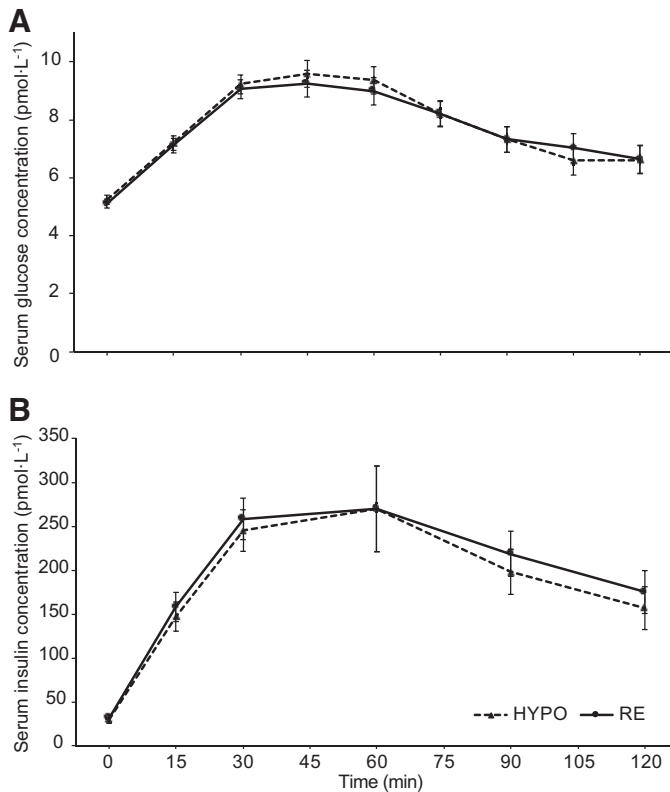 A
Serum glucose concentration (pmol·L⁻¹)
10
8
6
4
2
0
B
Serum insulin concentration (pmol·L⁻¹)
350
300
250
200
150
100
50
0
HYPO RE
0 15 30 45 60 75 90 105 120
Time (min)